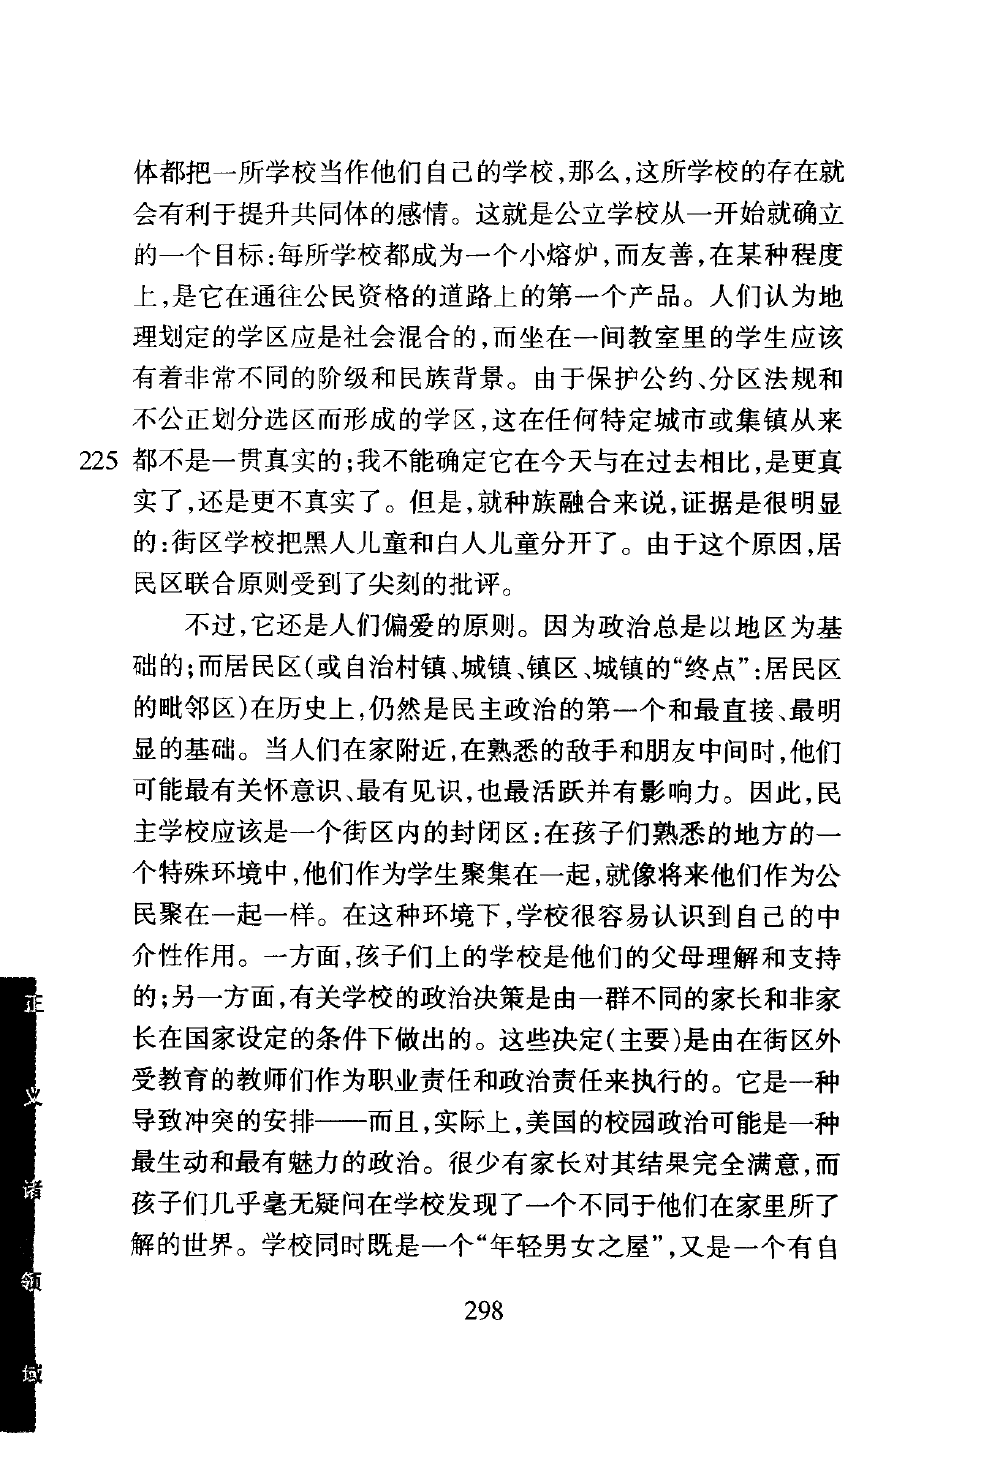 体都把一所学校当作他们自己的学校,那么,这所学校的存在就
会有利于提升共同体的感情。这就是公立学校从一开始就确立
的一个目标:每所学校都成为一个小熔炉,而友善,在某种程度
上,是它在通往公民资格的道路上的第一个产品。人们认为地
理划定的学区应是社会混合的,而坐在一间教室里的学生应该
有着非常不同的阶级和民族背景。由于保护公约、分区法规和
不公正划分选区而形成的学区,这在任何特定城市或集镇从来
225 都不是一贯真实的;我不能确定它在今天与在过去相比,是更真
实了,还是更不真实了。但是,就种族融合来说,证据是很明显
的:街区学校把黑人儿童和白人儿童分开了。由于这个原因,居
民区联合原则受到了尖刻的批评。
不过,它还是人们偏爱的原则。因为政治总是以地区为基
础的;而居民区(或自治村镇、城镇、镇区、城镇的“终点”:居民区
的毗邻区)在历史上,仍然是民主政治的第一个和最直接、最明
显的基础。当人们在家附近,在熟悉的敌手和朋友中间时,他们
可能最有关怀意识、最有见识,也最活跃并有影响力。因此,民
主学校应该是一个街区内的封闭区:在孩子们熟悉的地方的一
个特殊环境中,他们作为学生聚集在一起,就像将来他们作为公
民聚在一起一样。在这种环境下,学校很容易认识到自己的中
介性作用。一方面,孩子们上的学校是他们的父母理解和支持
的;另一方面,有关学校的政治决策是由一群不同的家长和非家
长在国家设定的条件下做出的。这些决定(主要)是由在街区外
受教育的教师们作为职业责任和政治责任来执行的。它是一种
导致冲突的安排——而且,实际上,美国的校园政治可能是一种
最生动和最有魅力的政治。很少有家长对其结果完全满意,而
孩子们几乎毫无疑问在学校发现了一个不同于他们在家里所了
解的世界。学校同时既是一个“年轻男女之屋”,又是一个有自
298
正义诸领域